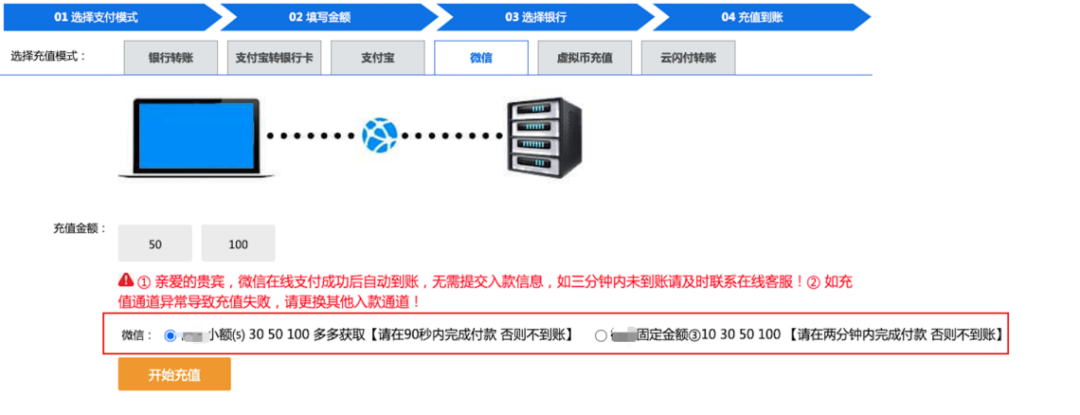 01 选择支付模式 02 填写金额 03 选择银行 04 充值到账
选择充值模式： 银行转账 支付宝转银行卡 支付宝 微信 虚拟币充值 云闪付转账
充值金额： 50 100
① 亲爱的贵宾，微信在线支付成功后自动到账，无需提交入款信息，如三分钟内未到账请及时联系在线客服！② 如充
值通道异常导致充值失败，请更换其他入款通道！
微信： 小额(5) 30 50 100 多多获取【请在90秒内完成付款 否则不到账】 固定金额③10 30 50 100 【请在两分钟内完成付款 否则不到账】
开始充值